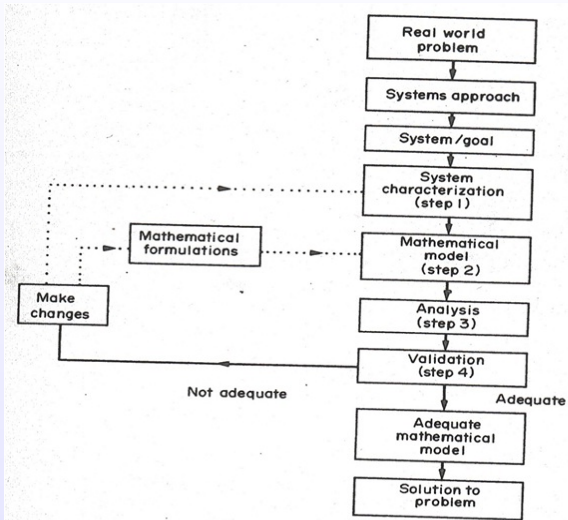 Real world
problem
Systems approach
System/goal
System
characterization
(step 1)
Mathematical
formulations
Mathematical
model
(step 2)
Make
changes
Analysis
(step 3)
Validation
(step 4)
Not adequate
Adequate
Adequate
mathematical
model
Solution to
problem